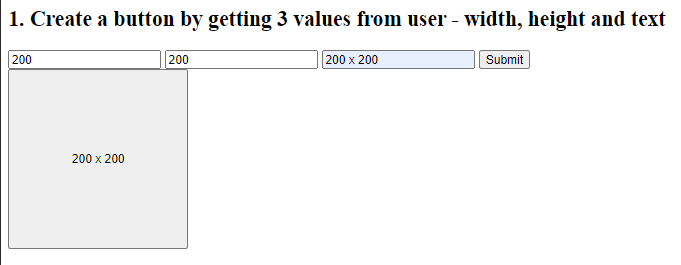 1. Create a button by getting 3 values from user - width, height and text
200 200 200 x 200 Submit
200 x 200